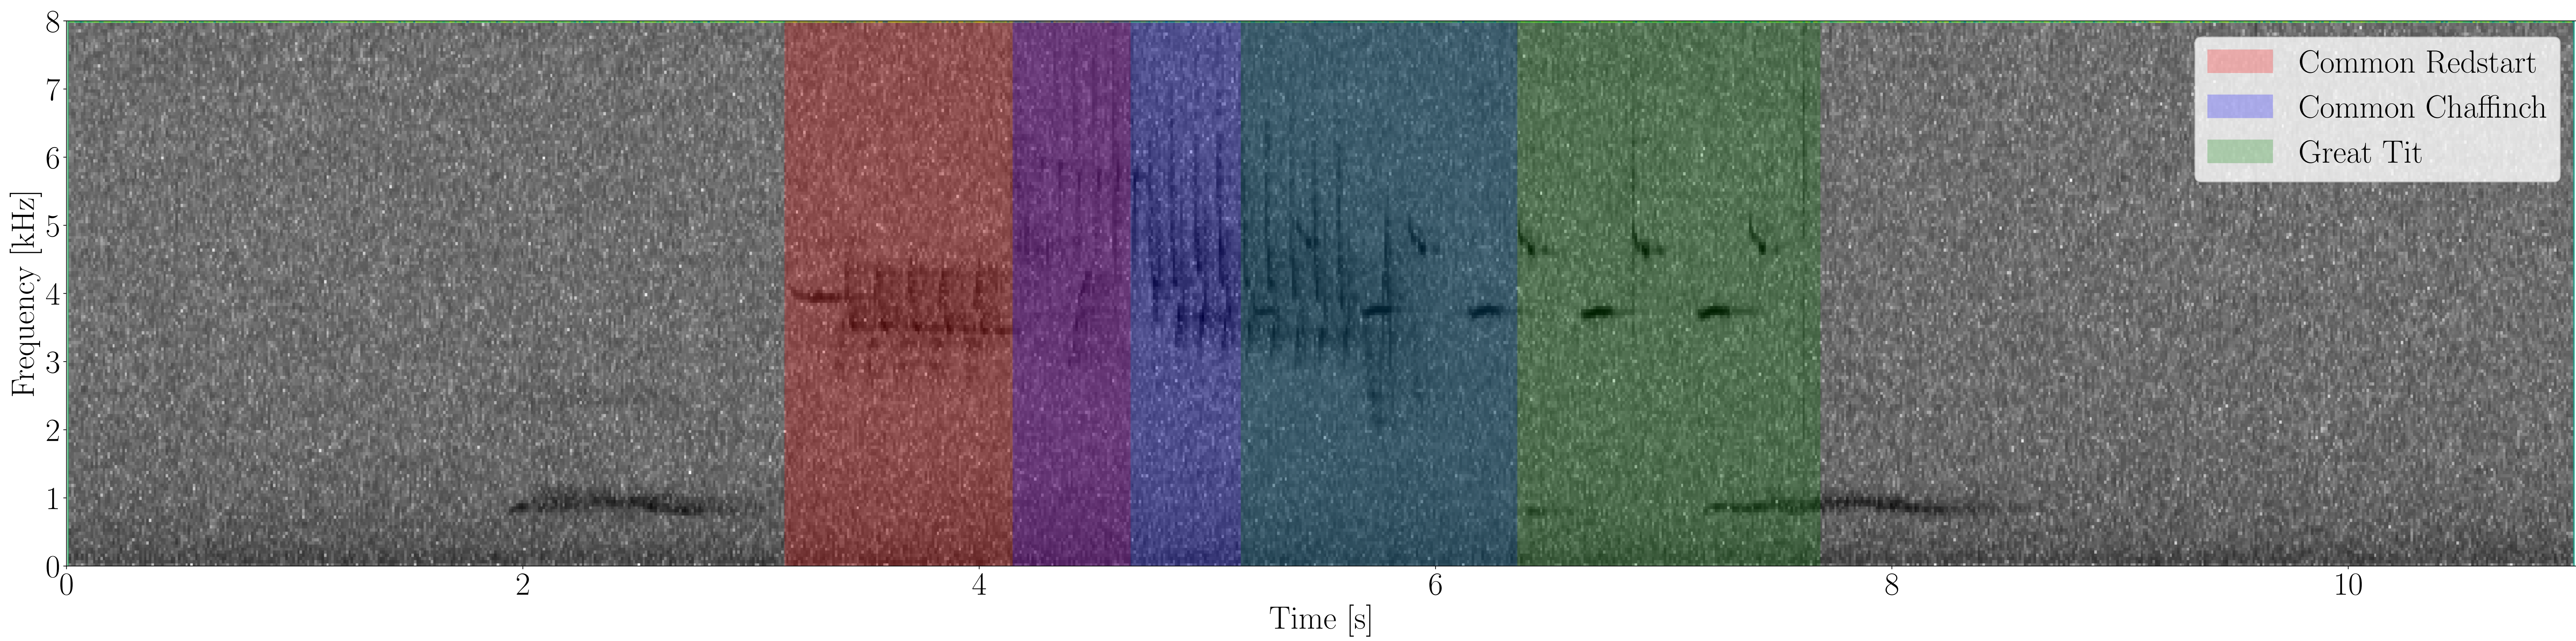 8
7
6
5
4
3
2
1
0
Frequency [kHz]
0 2 4 6 8 10
Time [s]
Common Redstart
Common Chaffinch
Great Tit